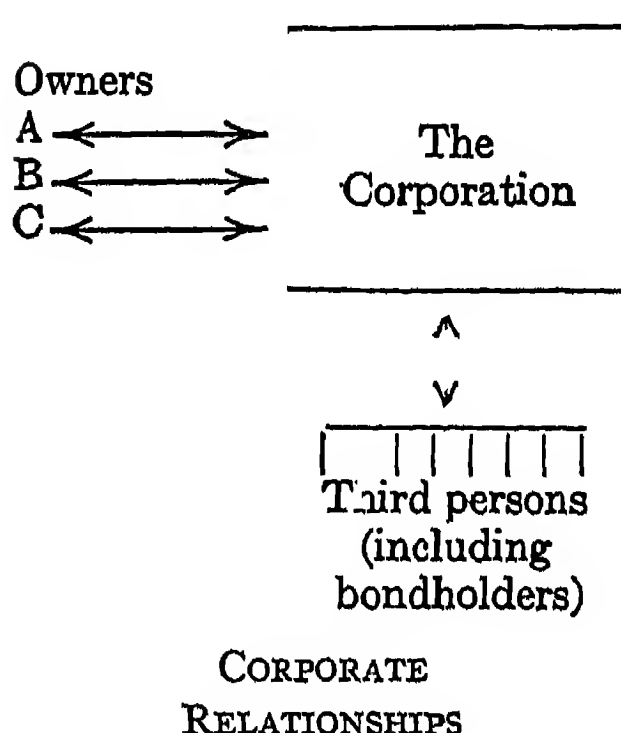 Owners
A
B
C
The
Corporation
Third persons
(including
bondholders)
CORPORATE
RELATIONSHIPS